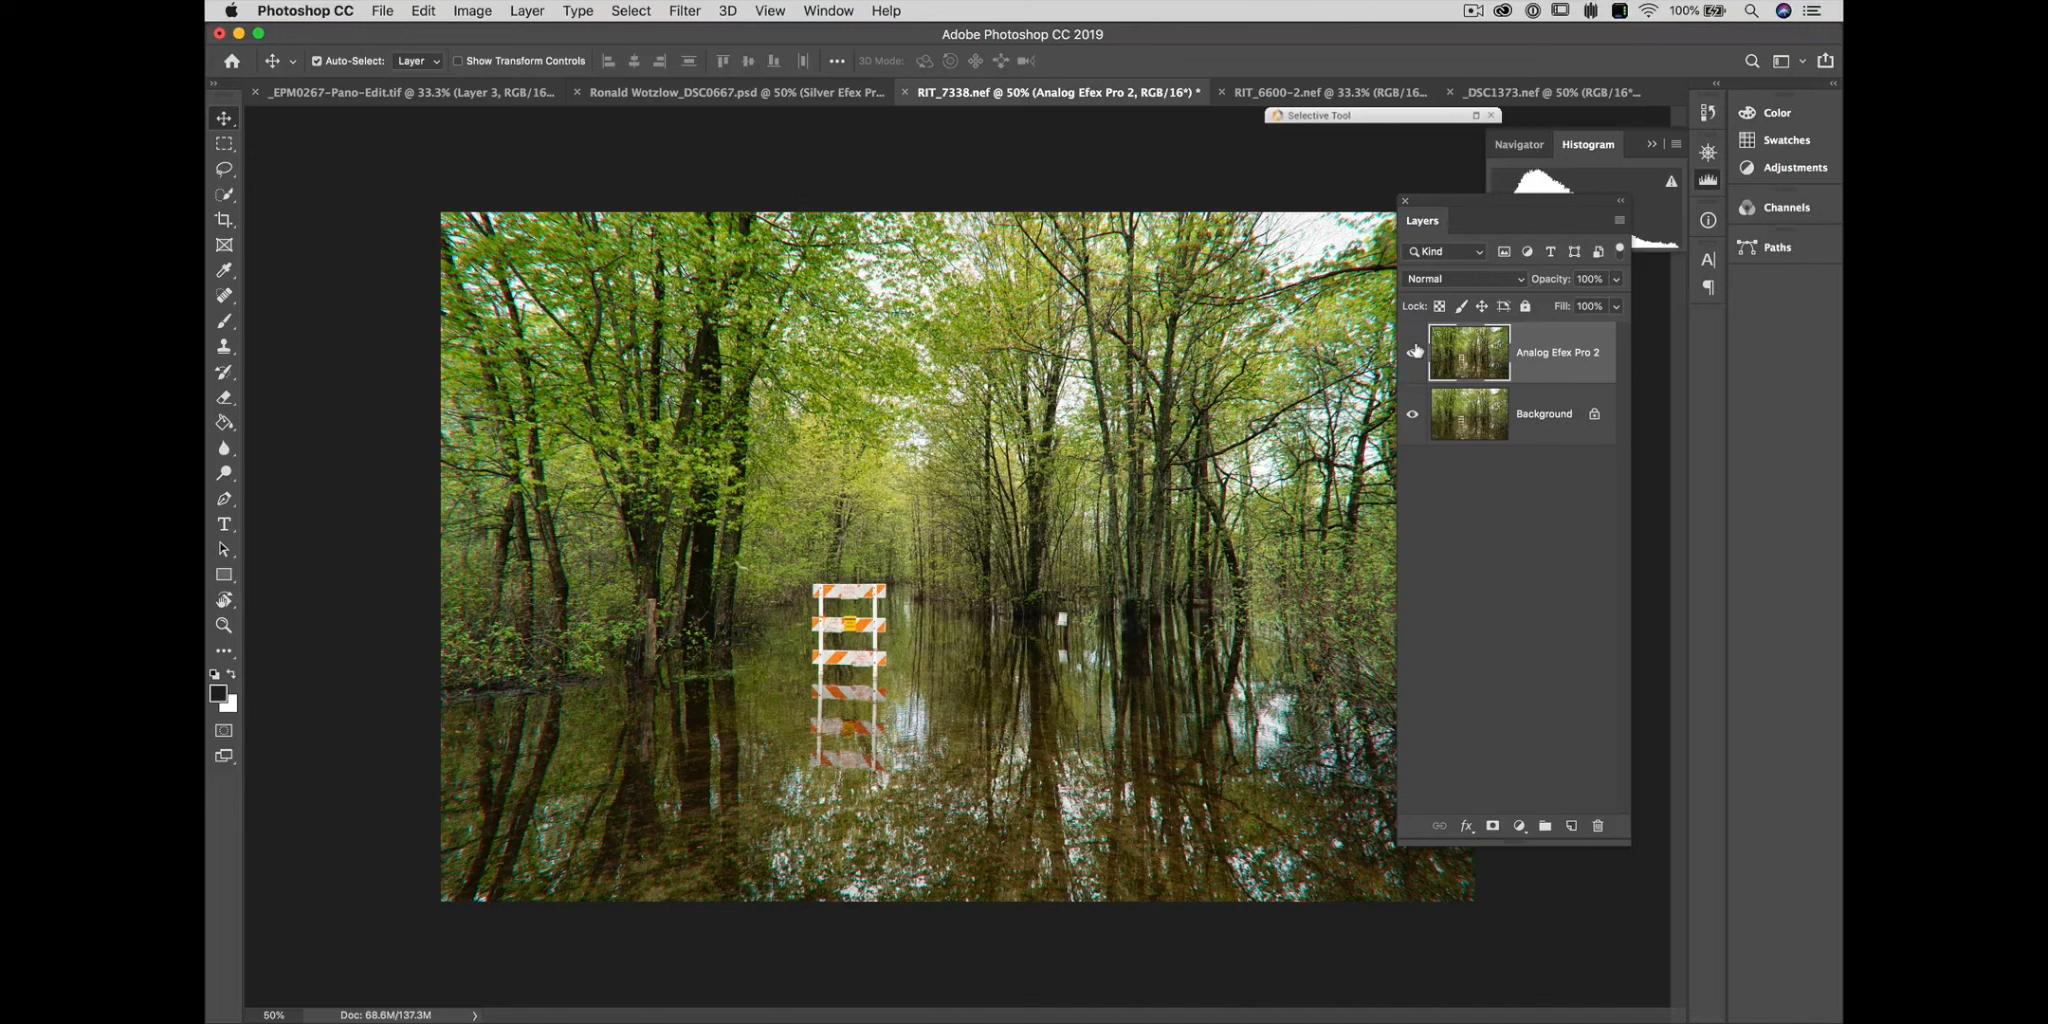 Photoshop CC File Edit Image Layer Type Select Filter 3D View Window Help 100%
Adobe Photoshop CC 2019
Auto-Select: Layer Show Transform Controls 3D Mode:
_EPM0267-Pano-Edit.tif @ 33.3% (Layer 3, RGB/16... Ronald Wotzlow_DSC0667.psd @ 50% (Silver Efex Pr... RIT_7338.nef @ 50% (Analog Efex Pro 2, RGB/16*) * RIT_6600-2.nef @ 33.3% (RGB/16*... _DSC1373.nef @ 50% (RGB/16*...
Selective Tool
Navigator Histogram
Color
Swatches
Adjustments
Channels
Paths
Layers
Kind
Normal Opacity: 100%
Lock: Fill: 100%
Analog Efex Pro 2
Background
50% Doc: 68.6M/137.3M